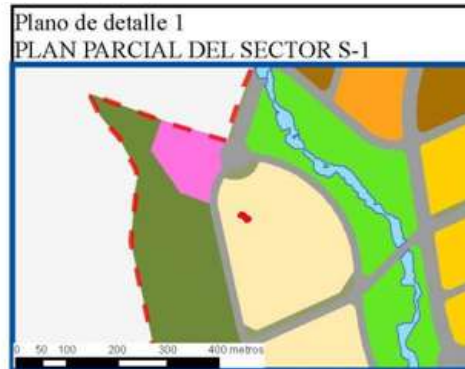 Plano de detalle 1
PLAN PARCIAL DEL SECTOR S-1
0 50 100 200 300 400 metros